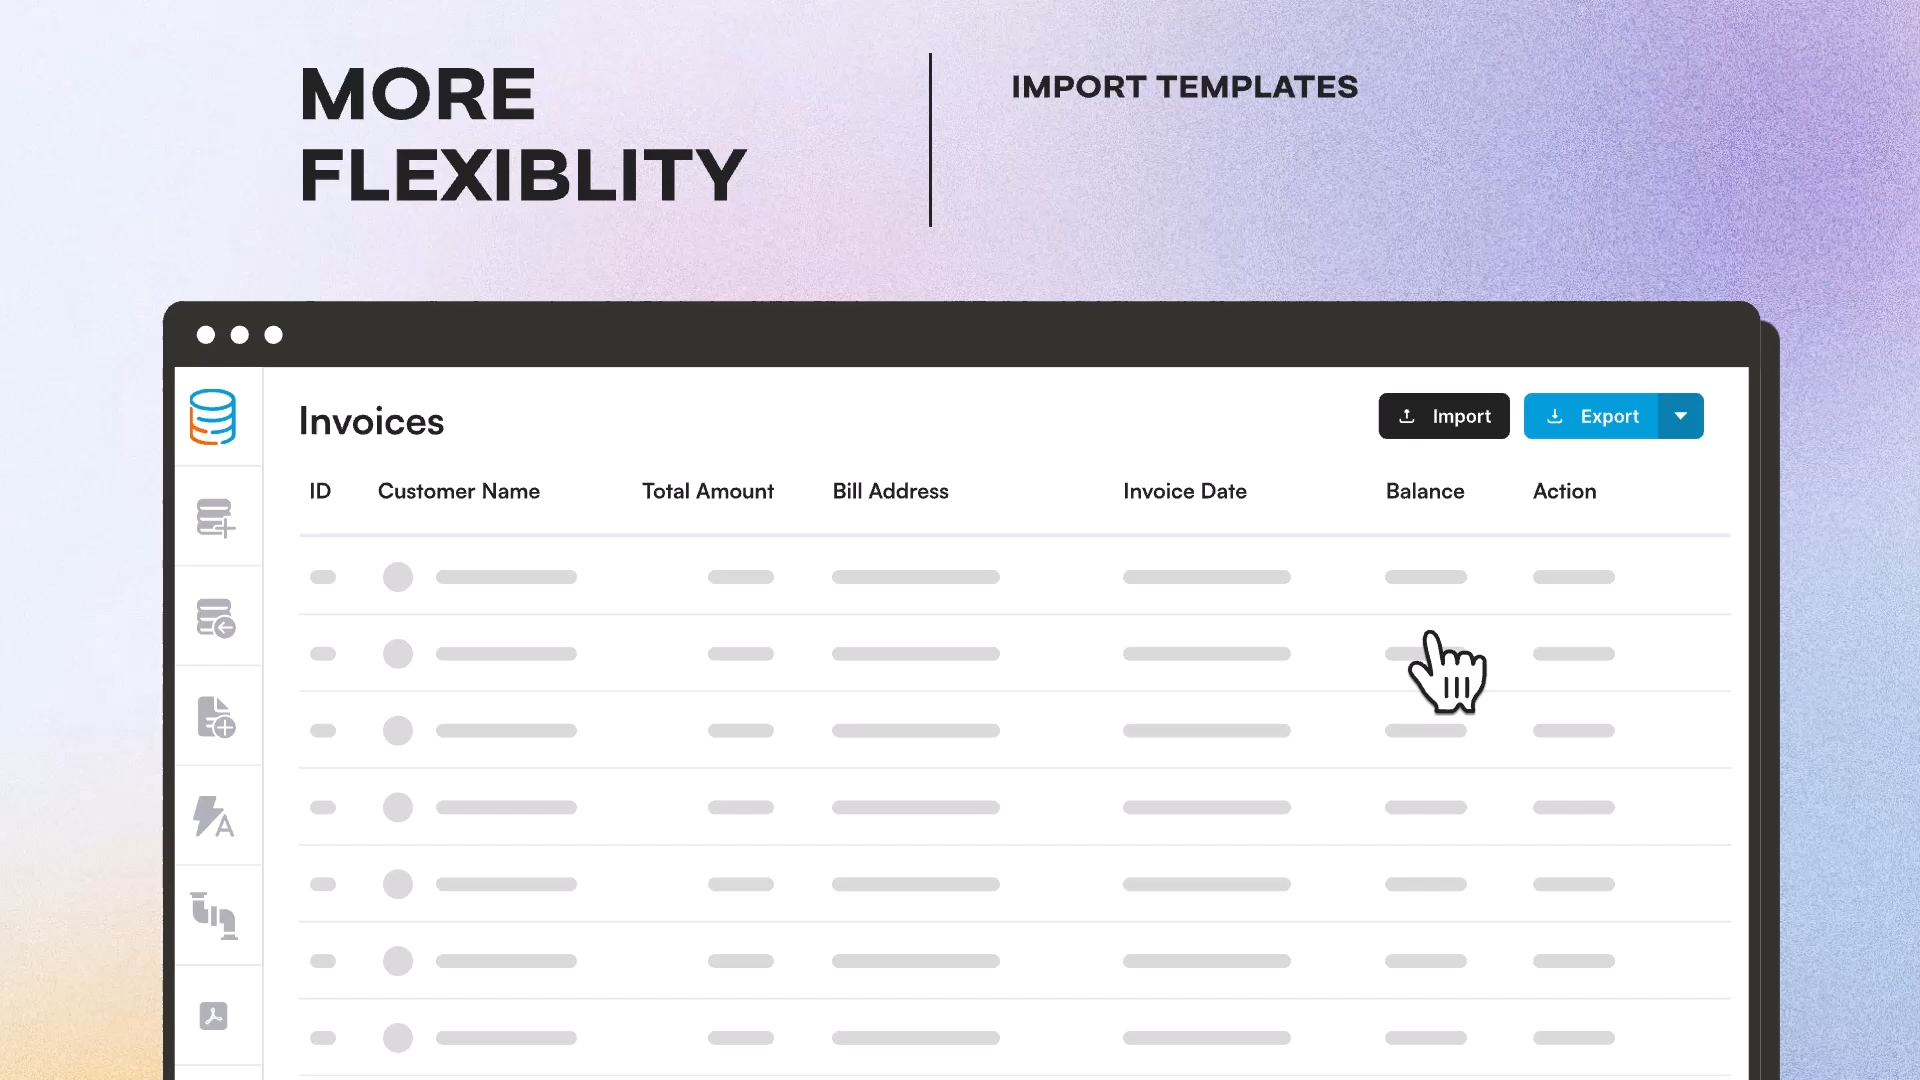 MORE
FLEXIBLITY
IMPORT TEMPLATES
Invoices
Import
Export
ID Customer Name Total Amount Bill Address Invoice Date Balance Action
A